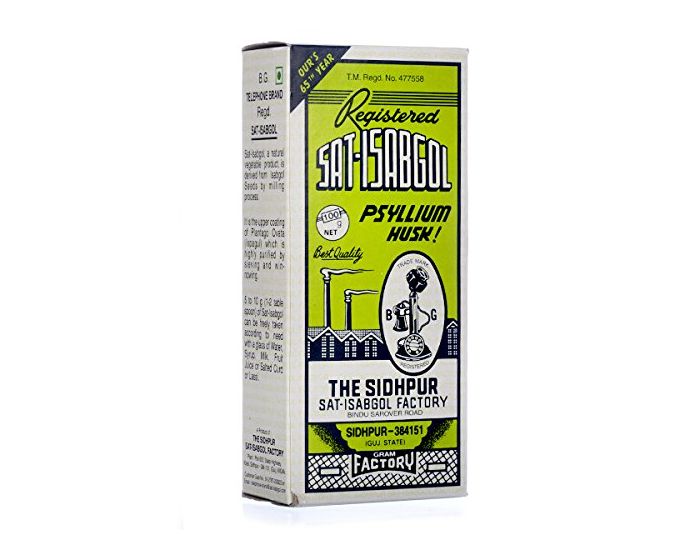 B.G.
TELEPHONE BRAND
Regd.
SAT-ISABGOL
Sat-Isabgol, a natural
vegetable product, is
derived from Isabgol
Seeds by milling
process.
It is the upper coating
of Plantago Ovata
(Ispagul) which is
highly purified by
sieving and win-
nowing.
5 to 10 g (1-2 table
spoon) of Sat-Isabgol
can be freely taken
according to need
with a glass of Water,
Syrup, Milk, Fruit
Juice or Salted Curd
or Lassi.
A Product of
THE SIDHPUR
SAT-ISABGOL FACTORY
OUR'S
65TH YEAR
T.M. Regd. No. 477558
Registered
SAT-ISABGOL
PSYLLIUM
HUSK!
100
g
NET
Best Quality
TRADE MARK
B G
REGISTERED
THE SIDHPUR
SAT-ISABGOL FACTORY
BINDU SAROVER ROAD
SIDHPUR-384151
(GUJ. STATE)
GRAM
FACTORY